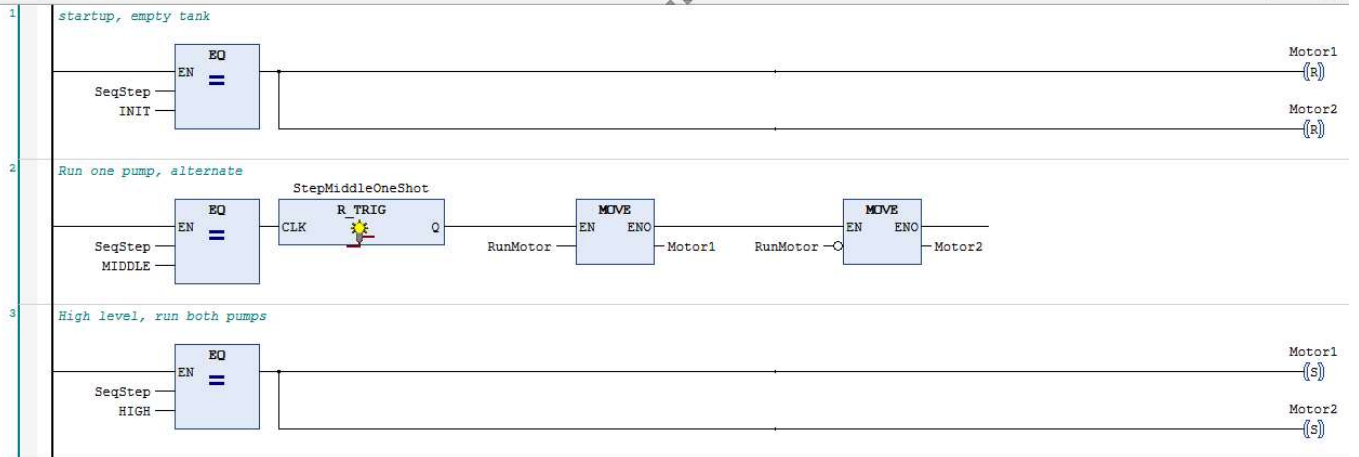 1 startup, empty tank
EQ
EN =
SeqStep
INIT
Motor1
(R)
Motor2
(R)
2 Run one pump, alternate
StepMiddleOneShot
EQ R_TRIG MOVE MOVE
EN = CLK Q EN ENO EN ENO
SeqStep RunMotor Motor1 RunMotor Motor2
MIDDLE
3 High level, run both pumps
EQ
EN =
SeqStep
HIGH
Motor1
(S)
Motor2
(S)